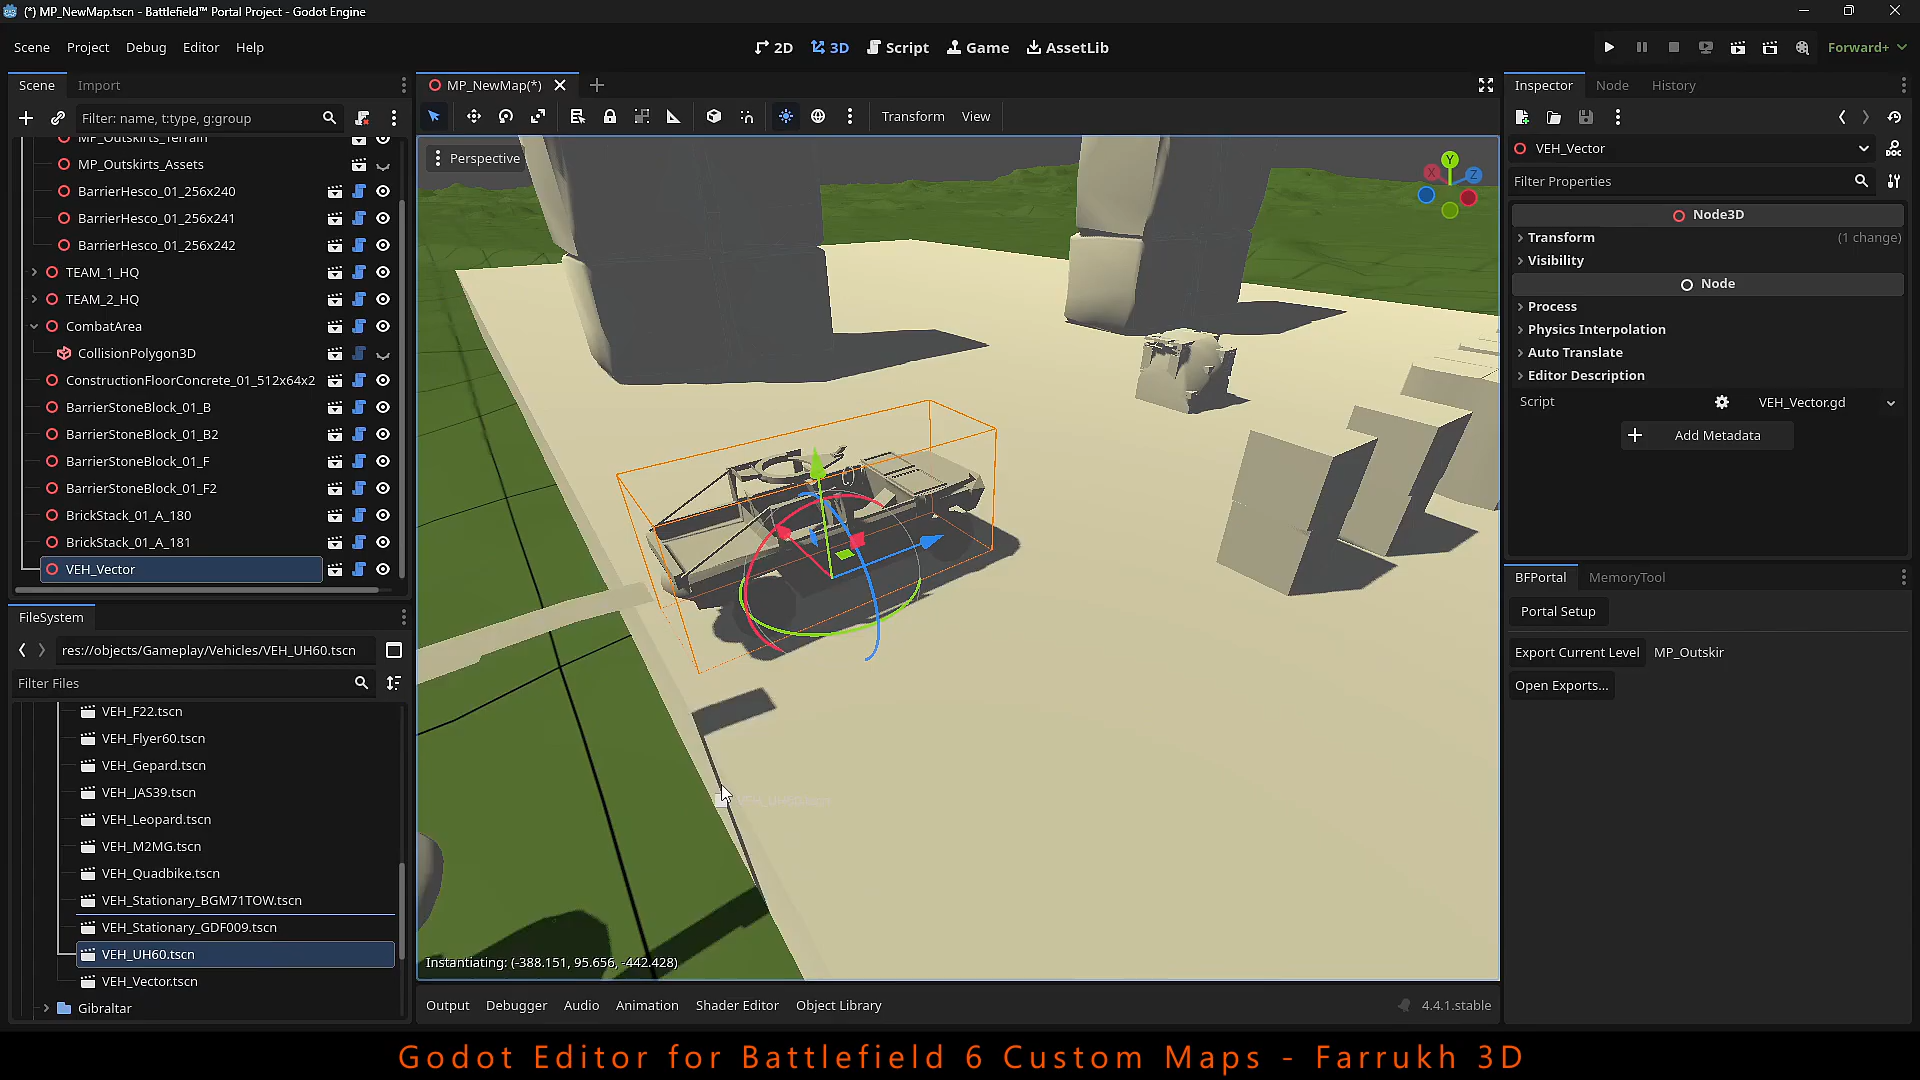 (*) MP_NewMap.tscn - Battlefield™ Portal Project - Godot Engine
Scene Project Debug Editor Help
2D 3D Script Game AssetLib
Forward+
Scene Import
Filter: name, t:type, g:group
MP_Outskirts_Terrain
MP_Outskirts_Assets
BarrierHesco_01_256x240
BarrierHesco_01_256x241
BarrierHesco_01_256x242
TEAM_1_HQ
TEAM_2_HQ
CombatArea
CollisionPolygon3D
ConstructionFloorConcrete_01_512x64x2
BarrierStoneBlock_01_B
BarrierStoneBlock_01_B2
BarrierStoneBlock_01_F
BarrierStoneBlock_01_F2
BrickStack_01_A_180
BrickStack_01_A_181
VEH_Vector
FileSystem
res://objects/Gameplay/Vehicles/VEH_UH60.tscn
Filter Files
VEH_F22.tscn
VEH_Flyer60.tscn
VEH_Gepard.tscn
VEH_JAS39.tscn
VEH_Leopard.tscn
VEH_M2MG.tscn
VEH_Quadbike.tscn
VEH_Stationary_BGM71TOW.tscn
VEH_Stationary_GDF009.tscn
VEH_UH60.tscn
VEH_Vector.tscn
Gibraltar
MP_NewMap(*)
Transform View
Perspective
X Y Z
VEH_UH60.tscn
Instantiating: (-388.151, 95.656, -442.428)
Output Debugger Audio Animation Shader Editor Object Library
4.4.1.stable
Inspector Node History
VEH_Vector
DOC
Filter Properties
Node3D
Transform (1 change)
Visibility
Node
Process
Physics Interpolation
Auto Translate
Editor Description
Script VEH_Vector.gd
Add Metadata
BFPortal MemoryTool
Portal Setup
Export Current Level MP_Outskir
Open Exports...
Godot Editor for Battlefield 6 Custom Maps - Farrukh 3D